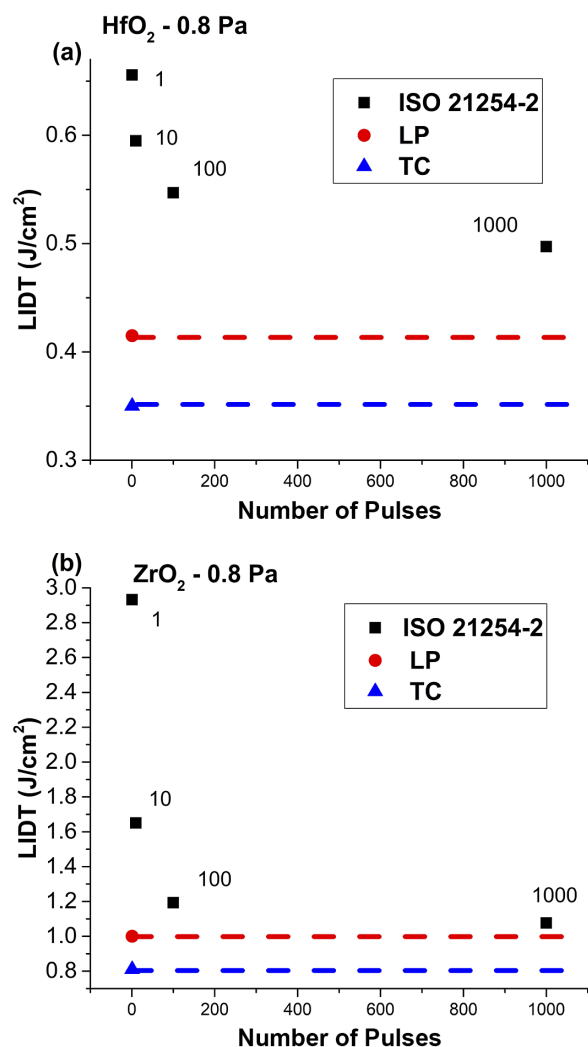 HfO₂ - 0.8 Pa
(a)
1
10
100
1000
ISO 21254-2
LP
TC
0.6
0.5
0.4
0.3
LIDT (J/cm²)
0 200 400 600 800 1000
Number of Pulses
(b)
ZrO₂ - 0.8 Pa
1
10
100
1000
ISO 21254-2
LP
TC
3.0
2.8
2.6
2.4
2.2
2.0
1.8
1.6
1.4
1.2
1.0
0.8
LIDT (J/cm²)
0 200 400 600 800 1000
Number of Pulses